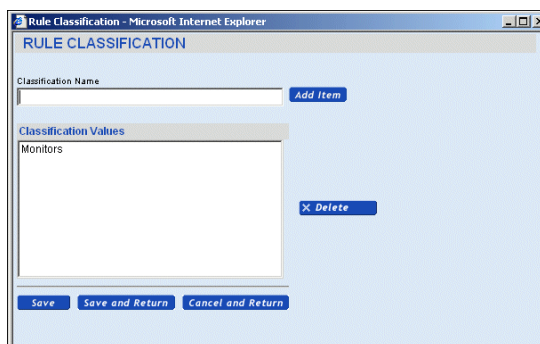 Rule Classification - Microsoft Internet Explorer
RULE CLASSIFICATION
Classification Name
Add Item
Classification Values
Monitors
Delete
Save Save and Return Cancel and Return